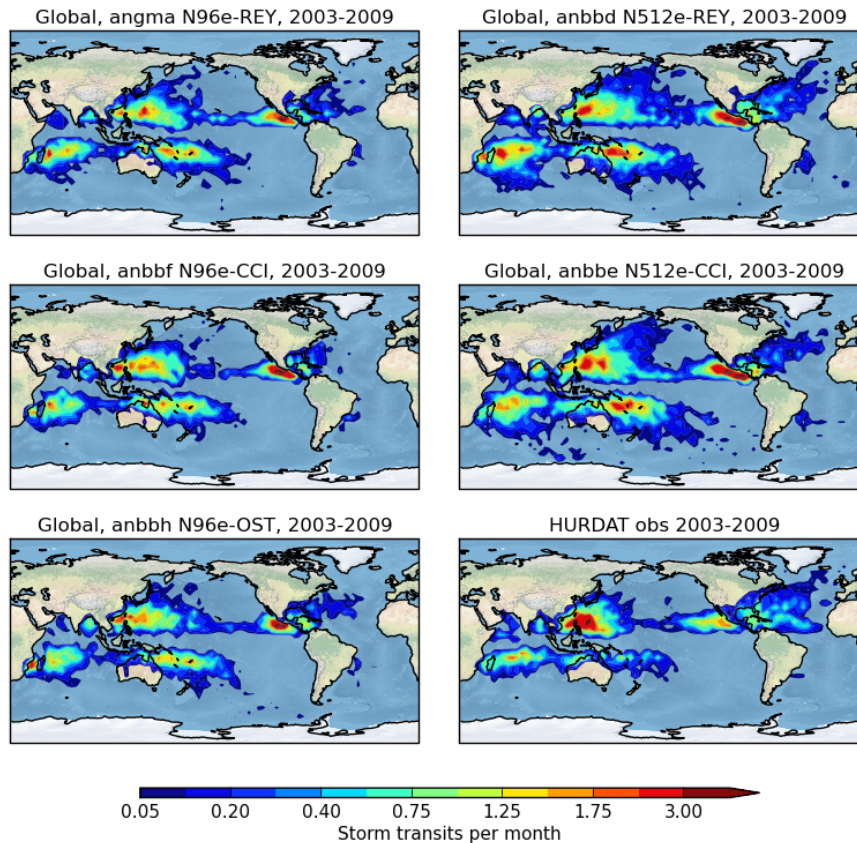 Global, angma N96e-REY, 2003-2009
Global, anbbd N512e-REY, 2003-2009
Global, anbbf N96e-CCI, 2003-2009
Global, anbbe N512e-CCI, 2003-2009
Global, anbbh N96e-OST, 2003-2009
HURDAT obs 2003-2009
0.05 0.20 0.40 0.75 1.25 1.75 3.00
Storm transits per month